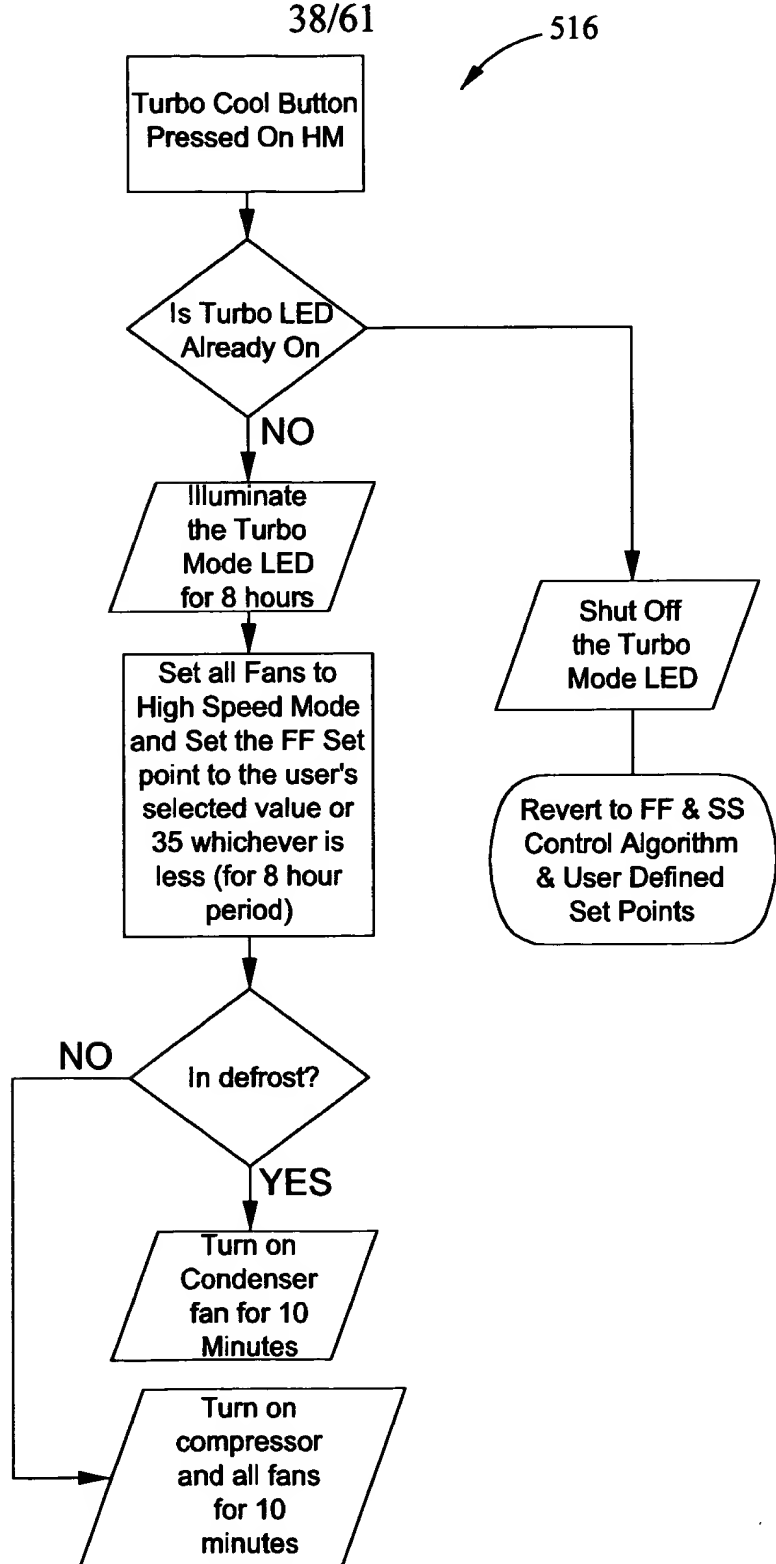 38/61
516
Turbo Cool Button
Pressed On HM
Is Turbo LED
Already On
NO
Illuminate
the Turbo
Mode LED
for 8 hours
Set all Fans to
High Speed Mode
and Set the FF Set
point to the user's
selected value or
35 whichever is
less (for 8 hour
period)
Shut Off
the Turbo
Mode LED
Revert to FF & SS
Control Algorithm
& User Defined
Set Points
In defrost?
NO
YES
Turn on
Condenser
fan for 10
Minutes
Turn on
compressor
and all fans
for 10
minutes